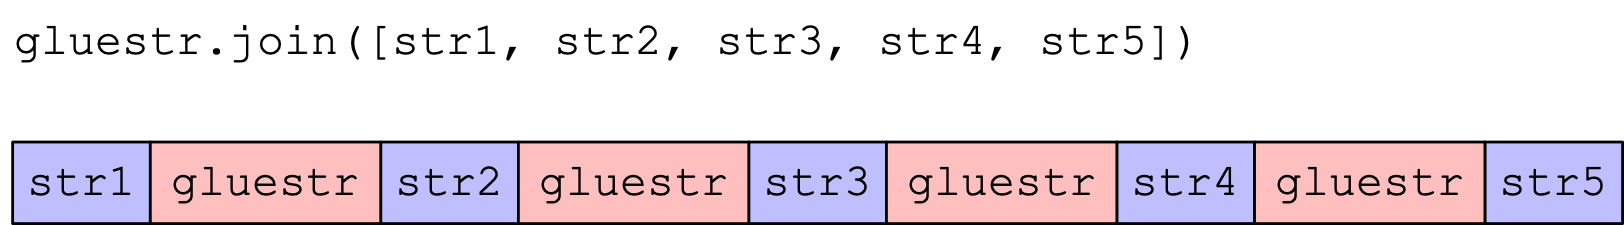 gluestr.join([str1, str2, str3, str4, str5])
str1 gluestr str2 gluestr str3 gluestr str4 gluestr str5